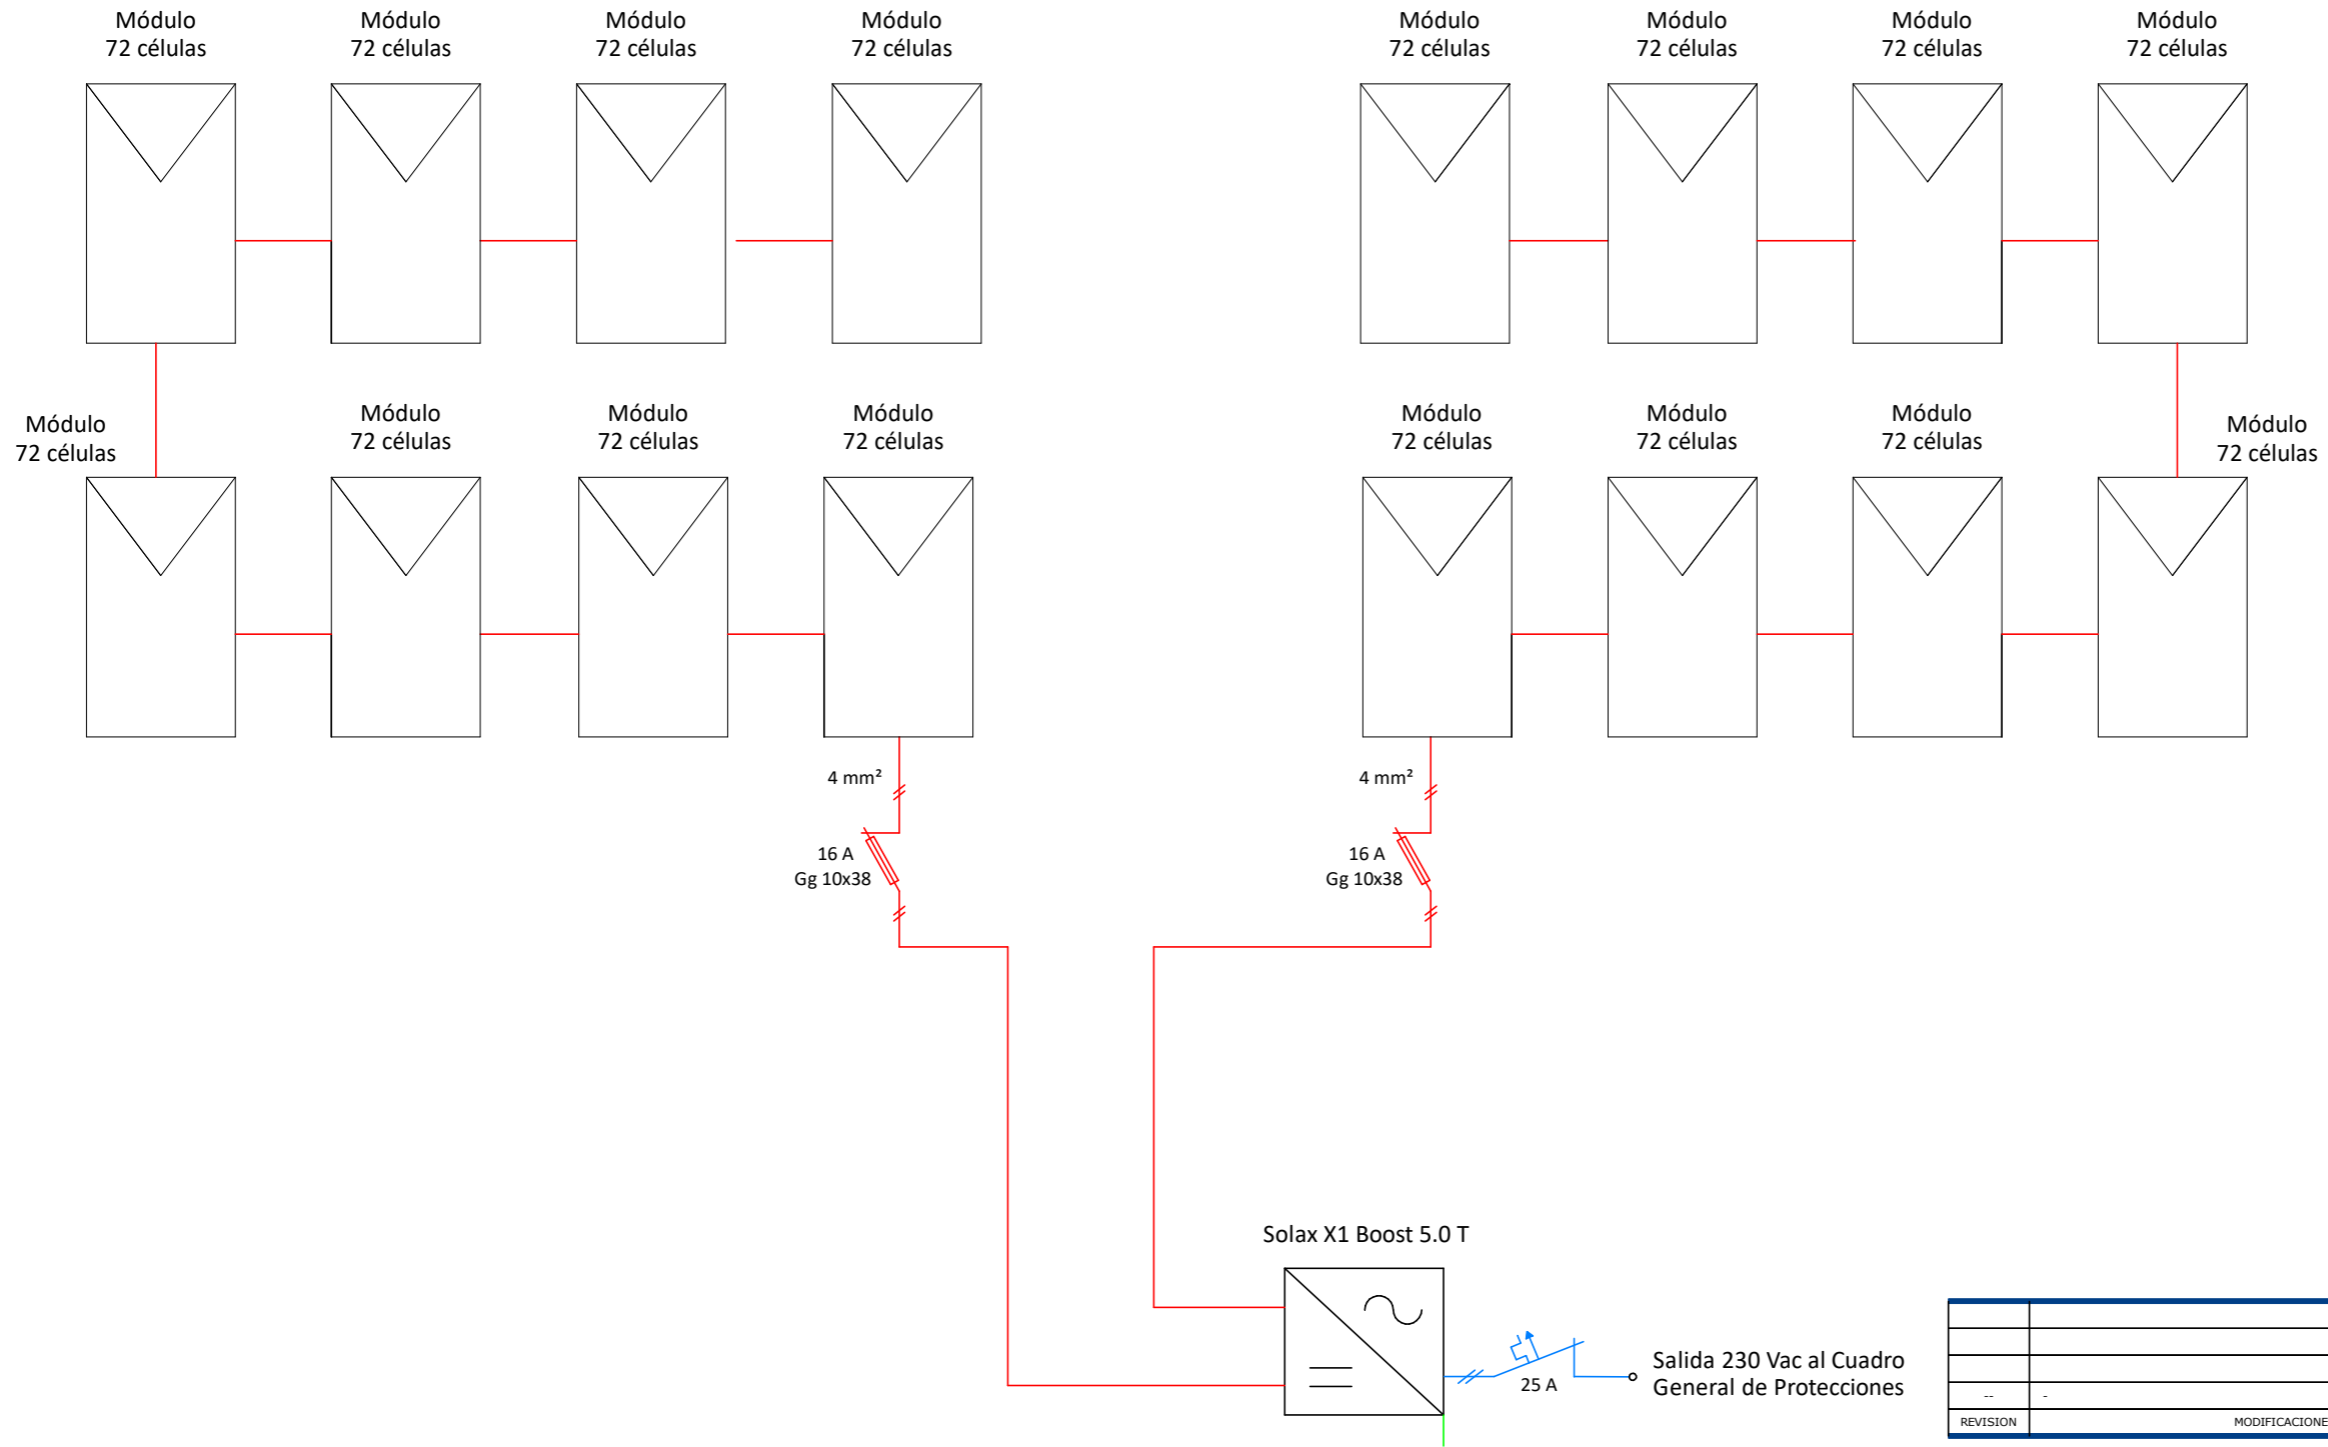 Módulo
72 células
Módulo
72 células
Módulo
72 células
Módulo
72 células
Módulo
72 células
Módulo
72 células
Módulo
72 células
Módulo
72 células
Módulo
72 células
Módulo
72 células
Módulo
72 células
Módulo
72 células
Módulo
72 células
Módulo
72 células
Módulo
72 células
Módulo
72 células
4 mm²
4 mm²
16 A
Gg 10x38
16 A
Gg 10x38
Solax X1 Boost 5.0 T
25 A
Salida 230 Vac al Cuadro
General de Protecciones
-- -
REVISION MODIFICACIONE